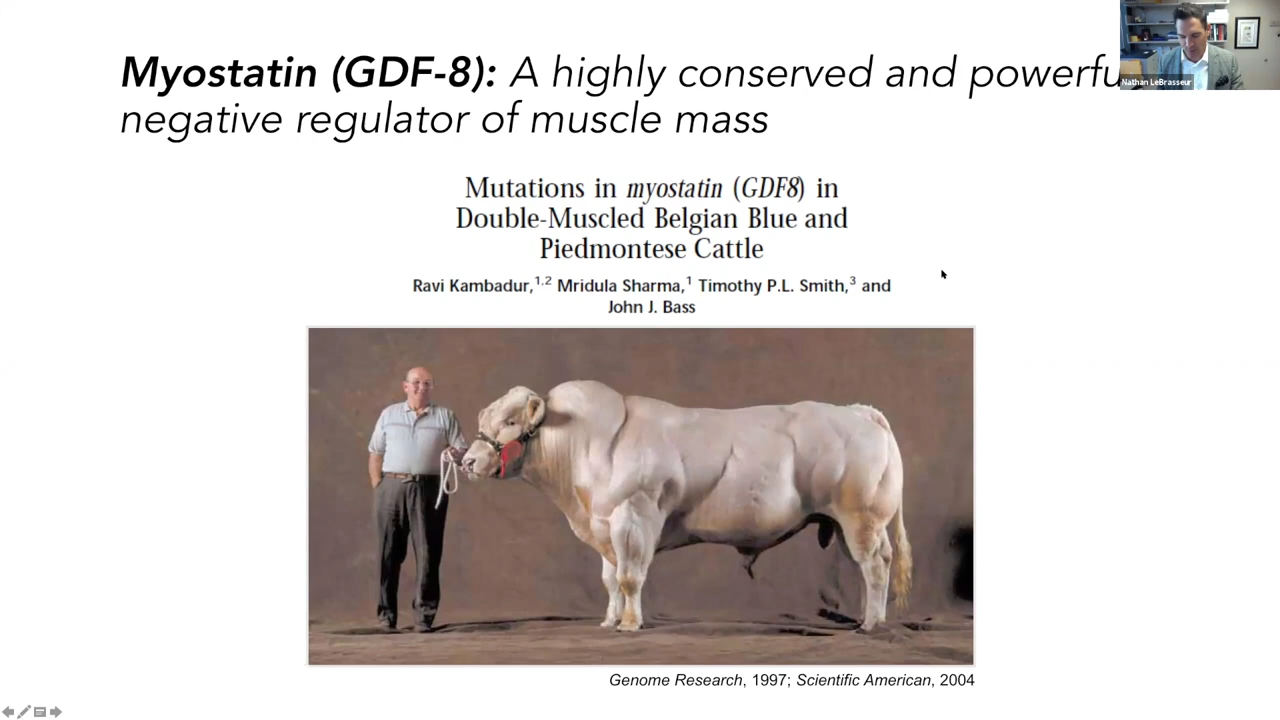 Myostatin (GDF-8): A highly conserved and powerfu
negative regulator of muscle mass
Nathan LeBrasseur
Mutations in myostatin (GDF8) in
Double-Muscled Belgian Blue and
Piedmontese Cattle
Ravi Kambadur,1,2 Mridula Sharma,1 Timothy P.L. Smith,3 and
John J. Bass
Genome Research, 1997; Scientific American, 2004